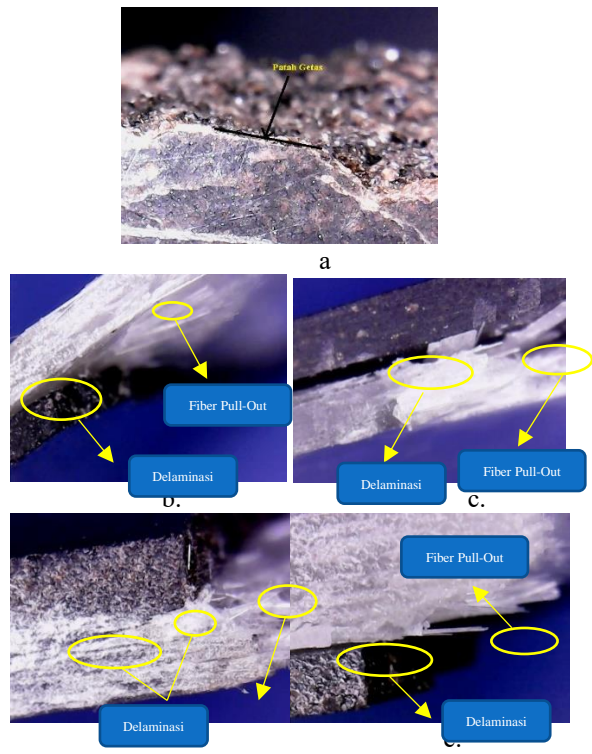 Patah Getas
a
Fiber Pull-Out
Delaminasi
b.
Delaminasi
Fiber Pull-Out
c.
Fiber Pull-Out
Delaminasi
Delaminasi